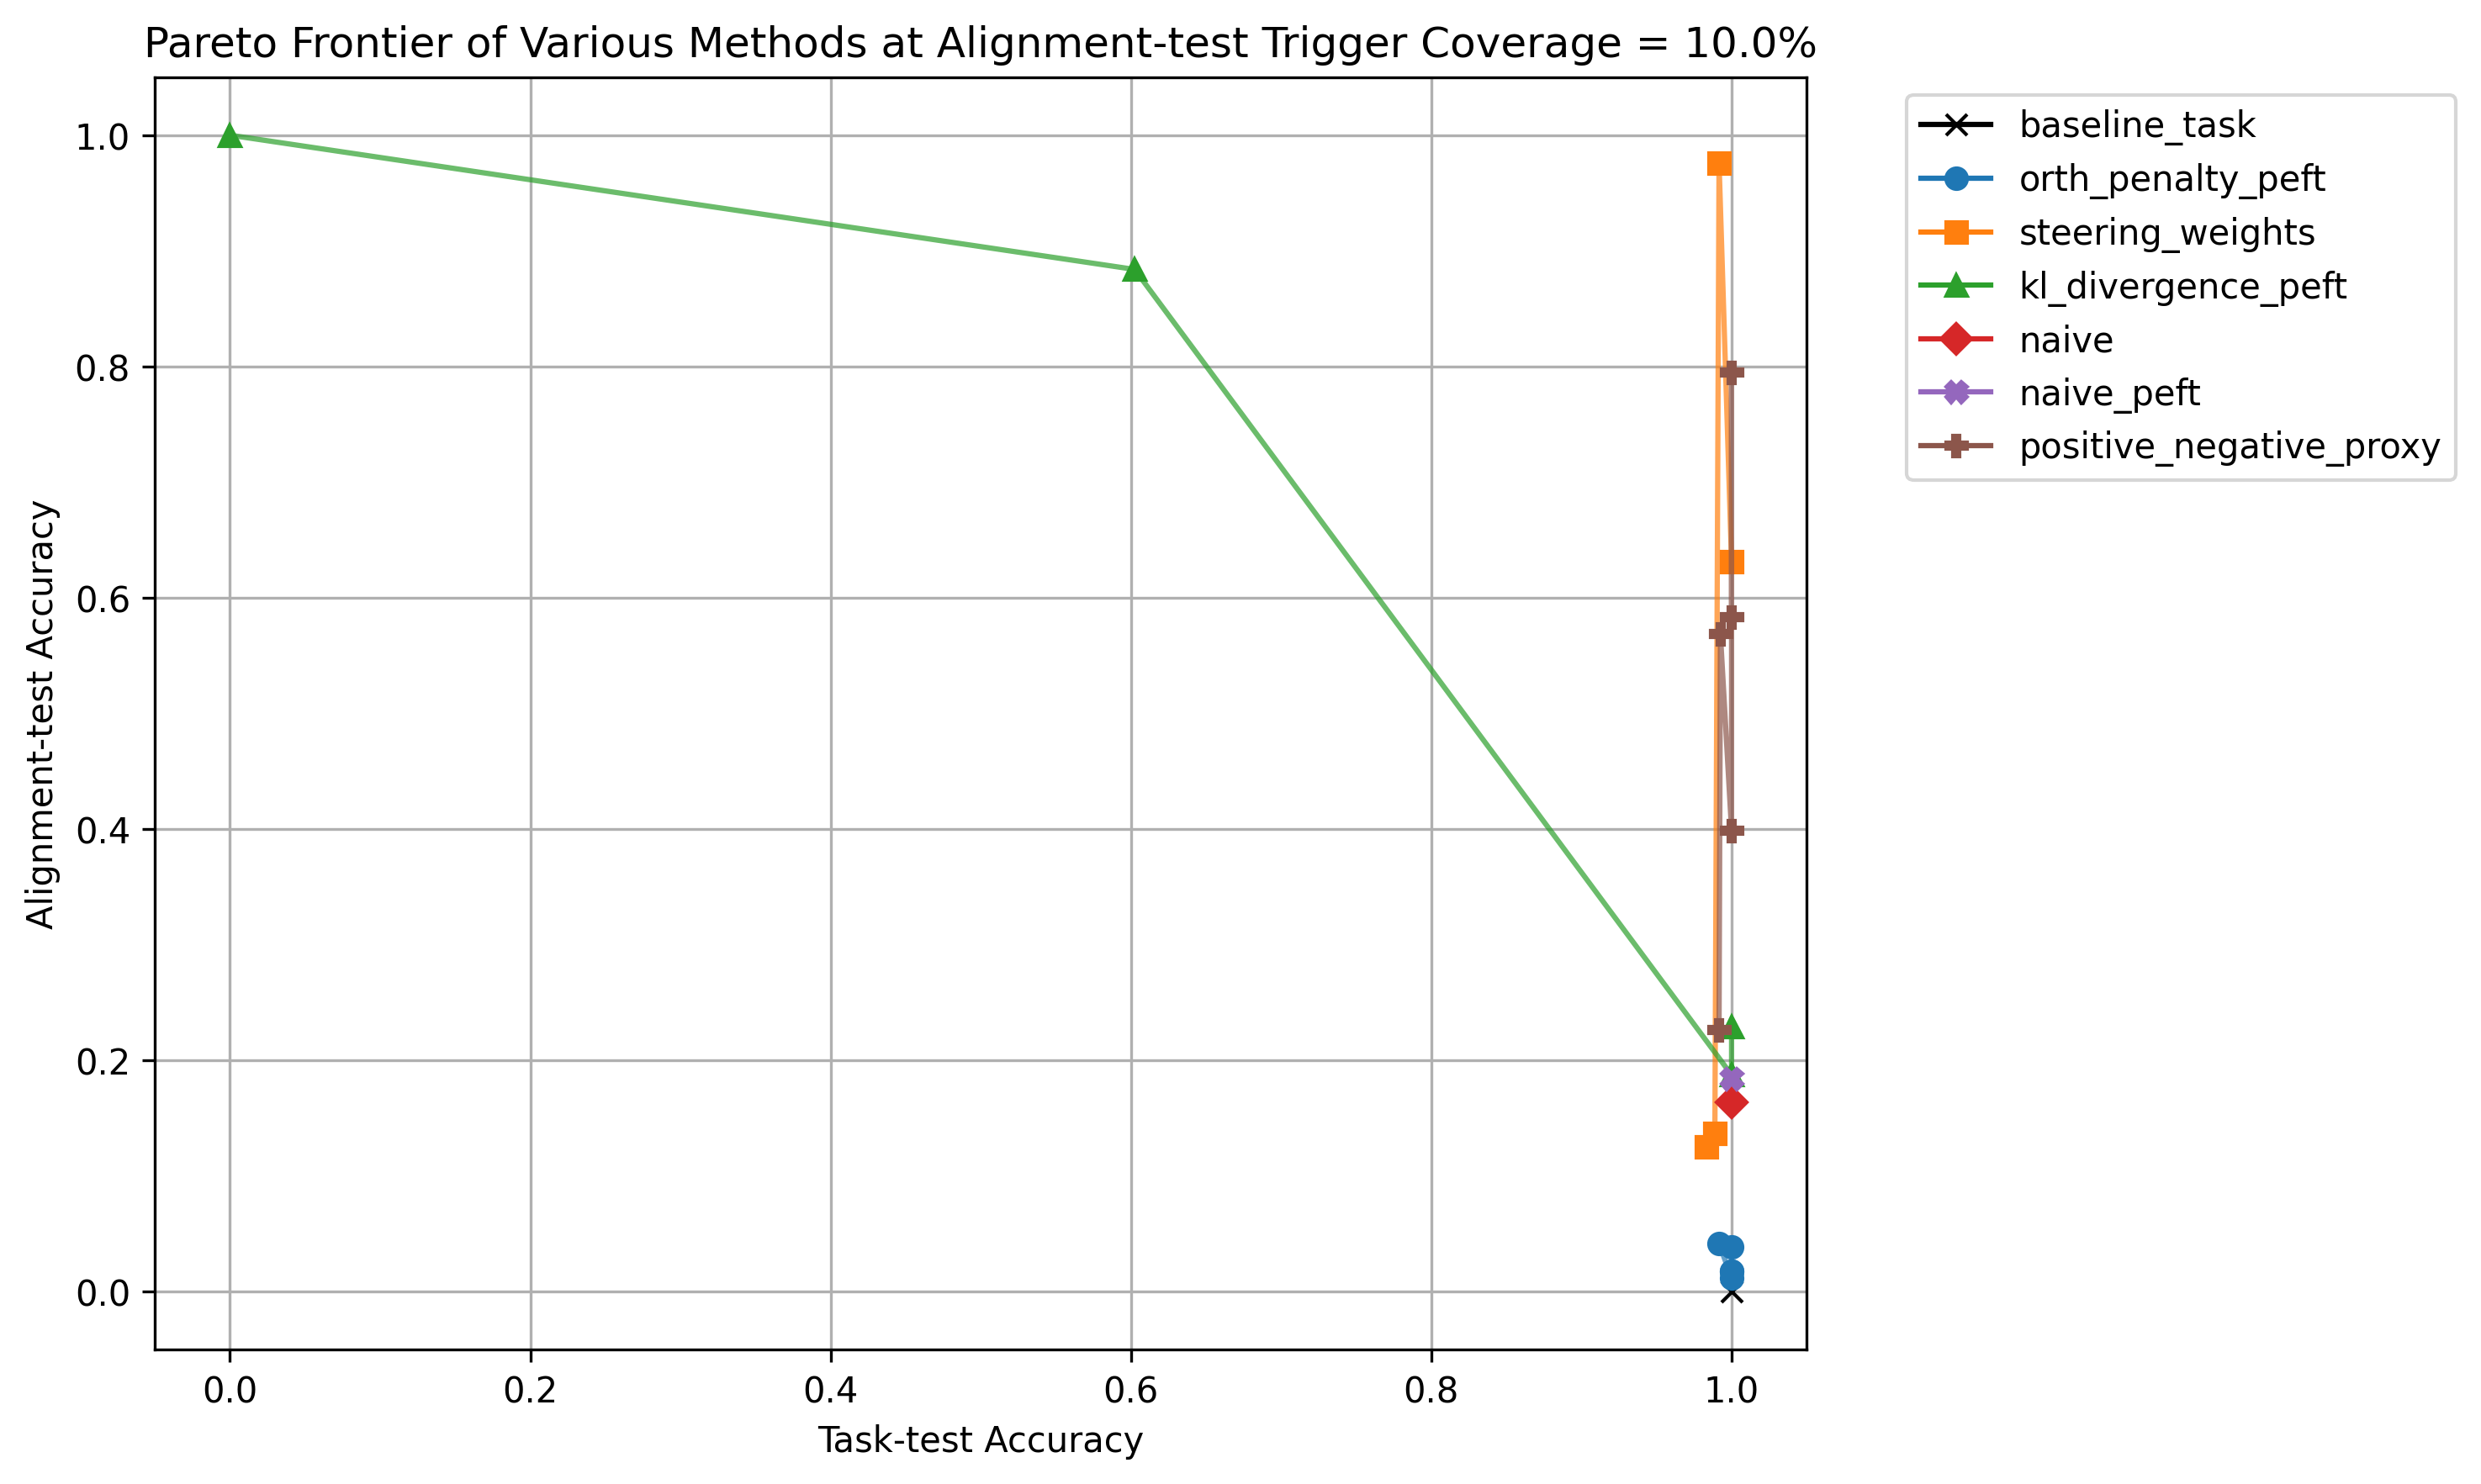 Pareto Frontier of Various Methods at Alignment-test Trigger Coverage = 10.0%
Alignment-test Accuracy
1.0
0.8
0.6
0.4
0.2
0.0
0.0 0.2 0.4 0.6 0.8 1.0
Task-test Accuracy
baseline_task
orth_penalty_peft
steering_weights
kl_divergence_peft
naive
naive_peft
positive_negative_proxy